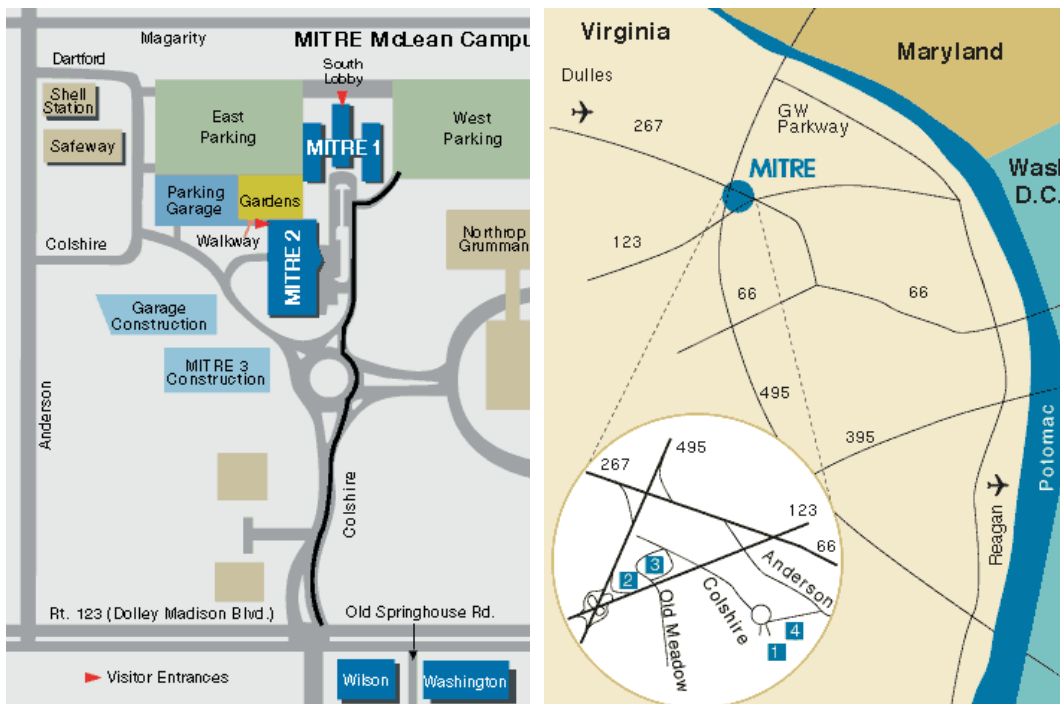 Magarity
MITRE McLean Campu
Dartford
South
Lobby
Shell
Station
Safeway
East
Parking
West
Parking
MITRE 1
Parking
Garage
Gardens
Walkway
MITRE 2
Northrop
Grumman
Colshire
Garage
Construction
MITRE 3
Construction
Anderson
Colshire
Rt. 123 (Dolley Madison Blvd.)
Old Springhouse Rd.
Visitor Entrances
Wilson
Washington
Virginia
Maryland
Dulles
267
GW
Parkway
MITRE
Wash
D.C.
123
66
66
495
395
Potomac
Reagan
495
267
123
66
Anderson
Colshire
Old Meadow
3
2
4
1